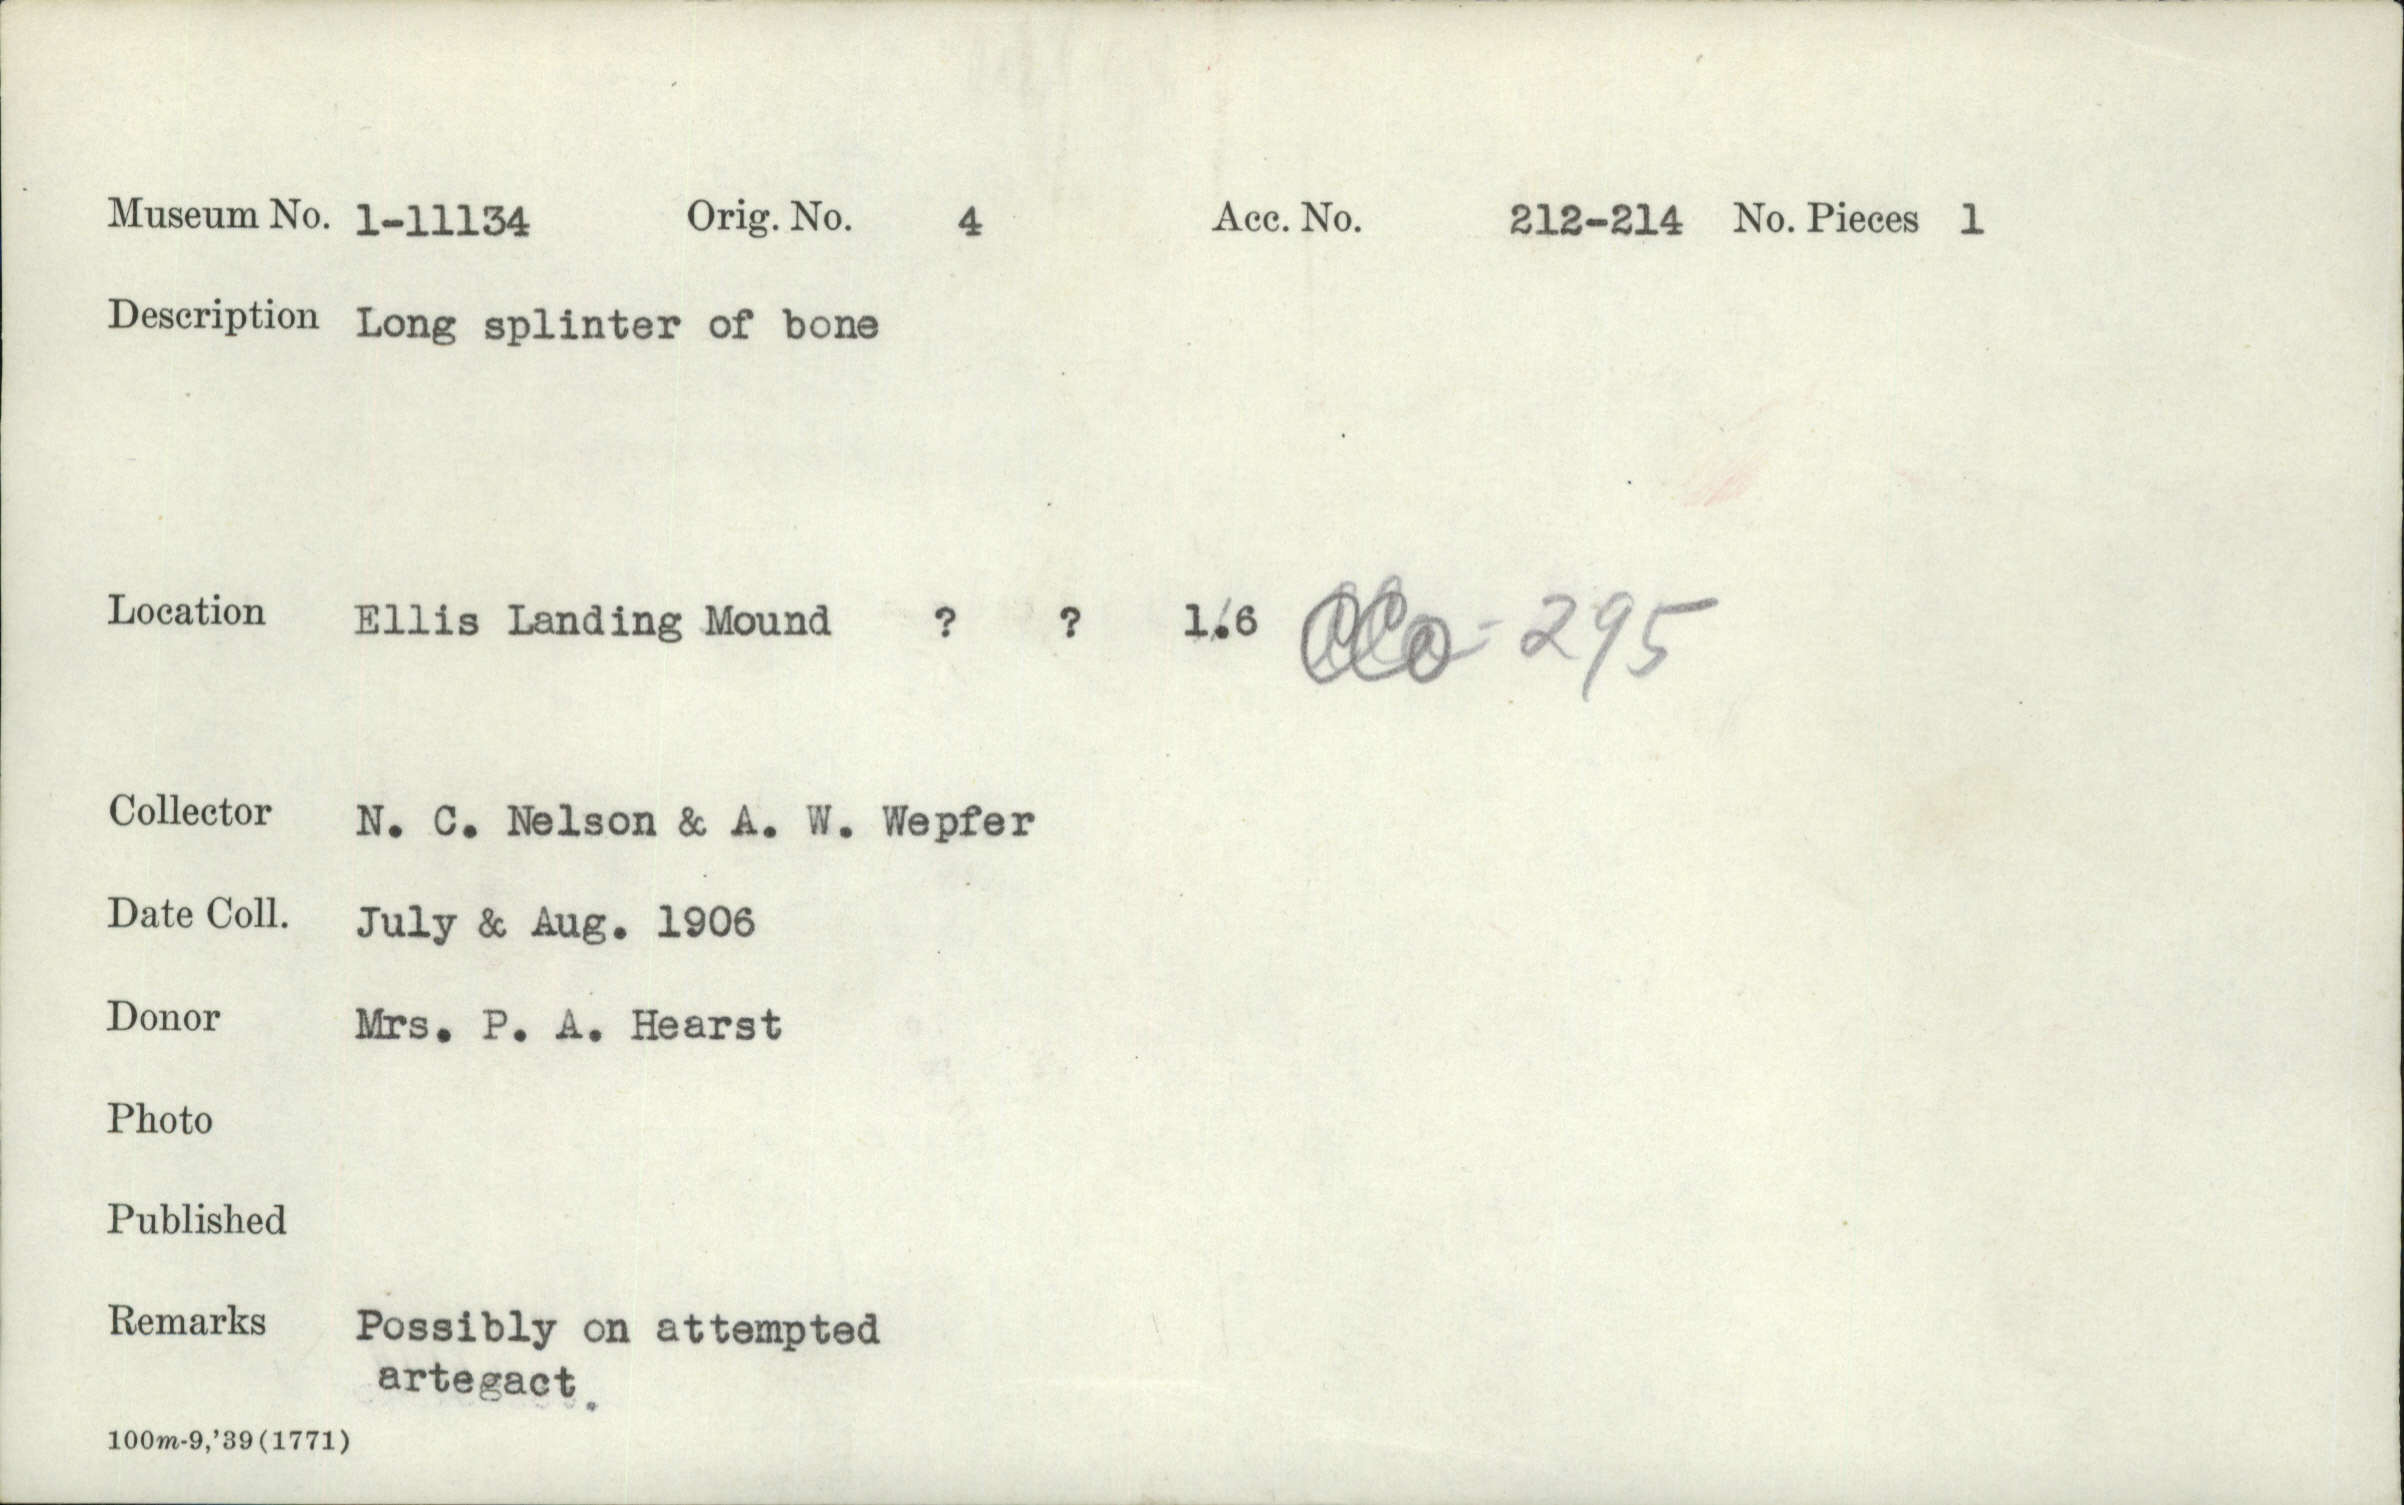 Museum No. 1-11134 Orig. No. 4 Acc. No. 212-214 No. Pieces 1
Description Long splinter of bone
Location Ellis Landing Mound ? ? 1.6 CCo-295
Collector N. C. Nelson & A. W. Wepfer
Date Coll. July & Aug. 1906
Donor Mrs. P. A. Hearst
Photo
Published
Remarks Possibly on attempted
artegact.
100m-9,'39(1771)